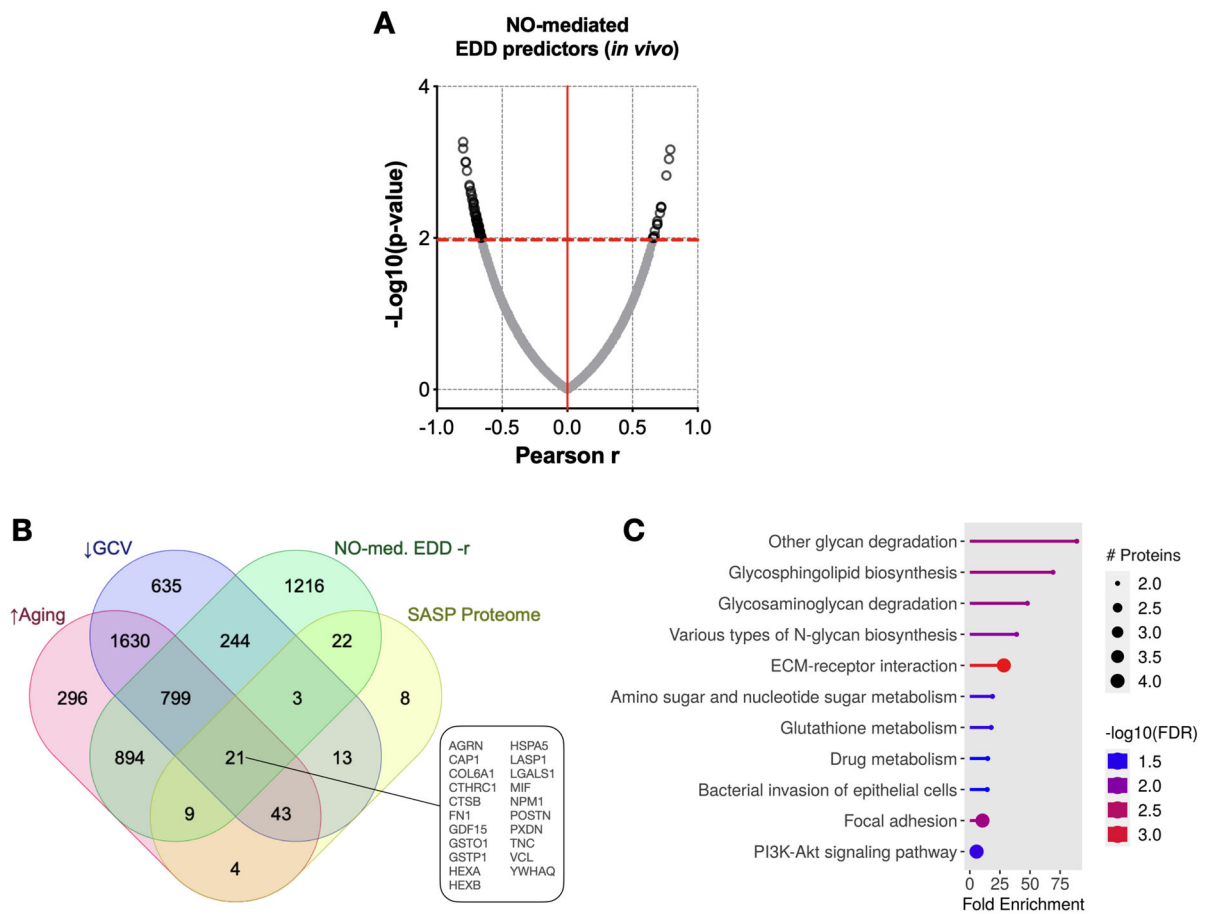 A
NO-mediated
EDD predictors (in vivo)
4
2
0
-Log10(p-value)
-1.0 -0.5 0.0 0.5 1.0
Pearson r
B
↓GCV
NO-med. EDD -r
↑Aging
SASP Proteome
635
1216
1630
244
22
296
799
3
8
894
21
13
9
43
4
AGRN HSPA5
CAP1 LASP1
COL6A1 LGALS1
CTHRC1 MIF
CTSB NPM1
FN1 POSTN
GDF15 PXDN
GSTO1 TNC
GSTP1 VCL
HEXA YWHAQ
HEXB
C
Other glycan degradation
Glycosphingolipid biosynthesis
Glycosaminoglycan degradation
Various types of N-glycan biosynthesis
ECM-receptor interaction
Amino sugar and nucleotide sugar metabolism
Glutathione metabolism
Drug metabolism
Bacterial invasion of epithelial cells
Focal adhesion
PI3K-Akt signaling pathway
0 25 50 75
Fold Enrichment
# Proteins
2.0
2.5
3.0
3.5
4.0
-log10(FDR)
1.5
2.0
2.5
3.0